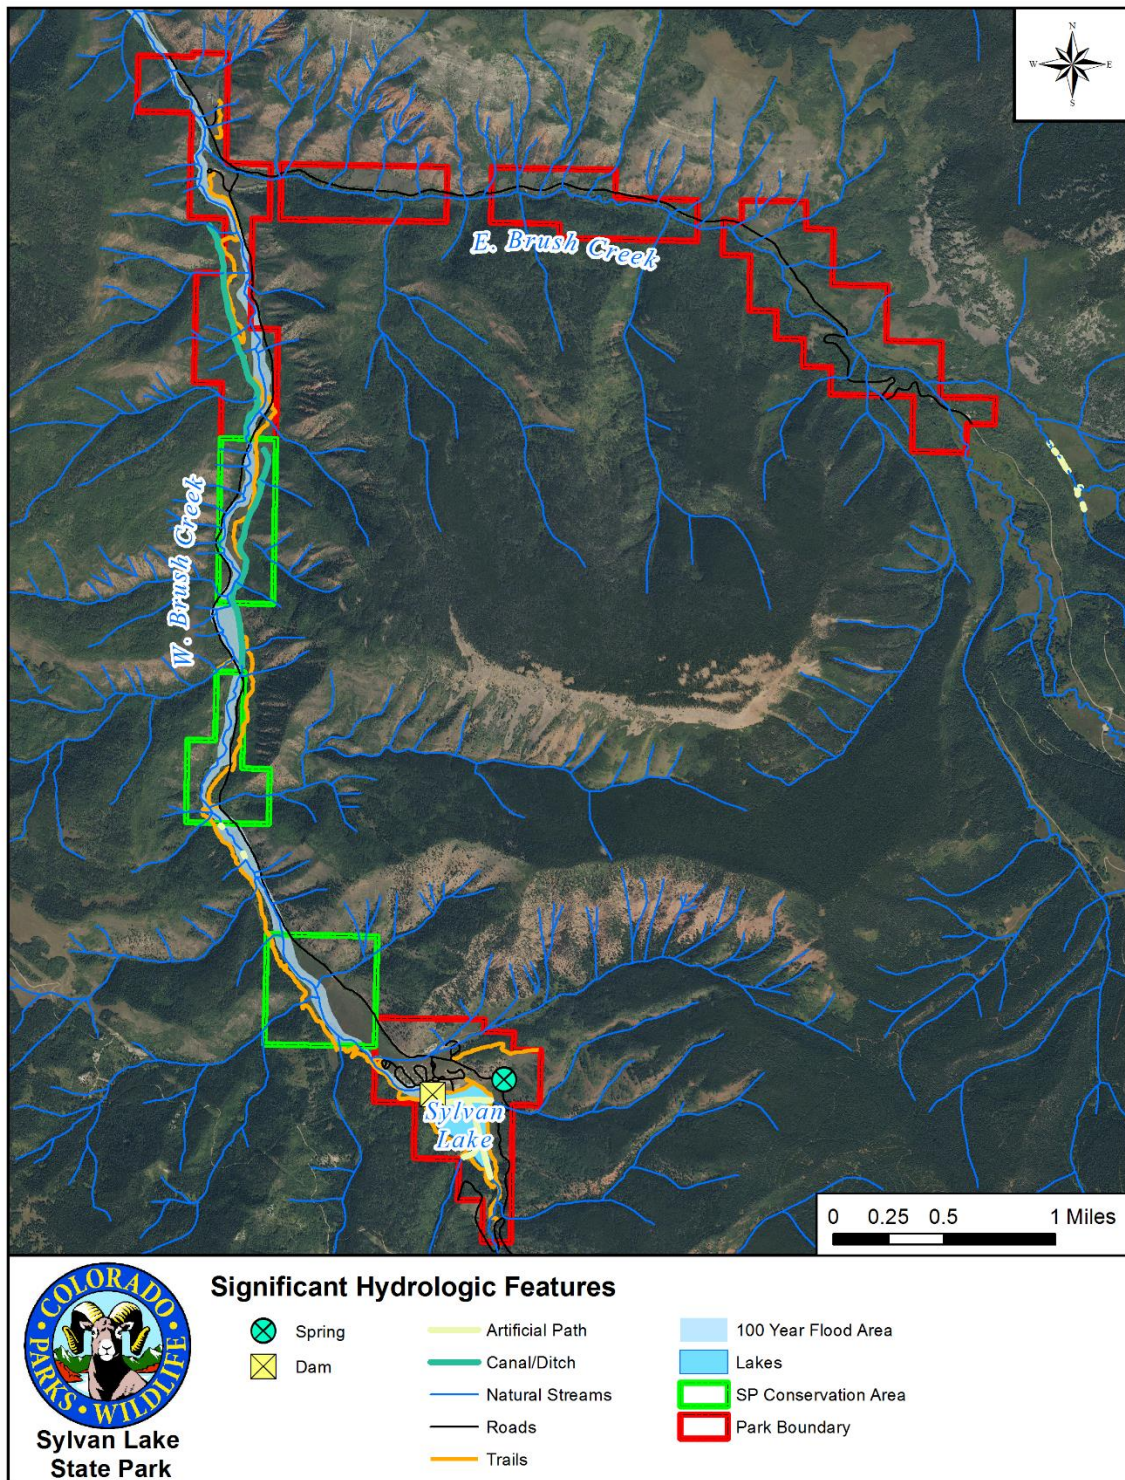 N
W E
S
E. Brush Creek
W. Brush Creek
Sylvan
Lake
0 0.25 0.5 1 Miles
COLORADO
PARKS • WILDLIFE
Sylvan Lake
State Park
Significant Hydrologic Features
Spring
Dam
Artificial Path
Canal/Ditch
Natural Streams
Roads
Trails
100 Year Flood Area
Lakes
SP Conservation Area
Park Boundary